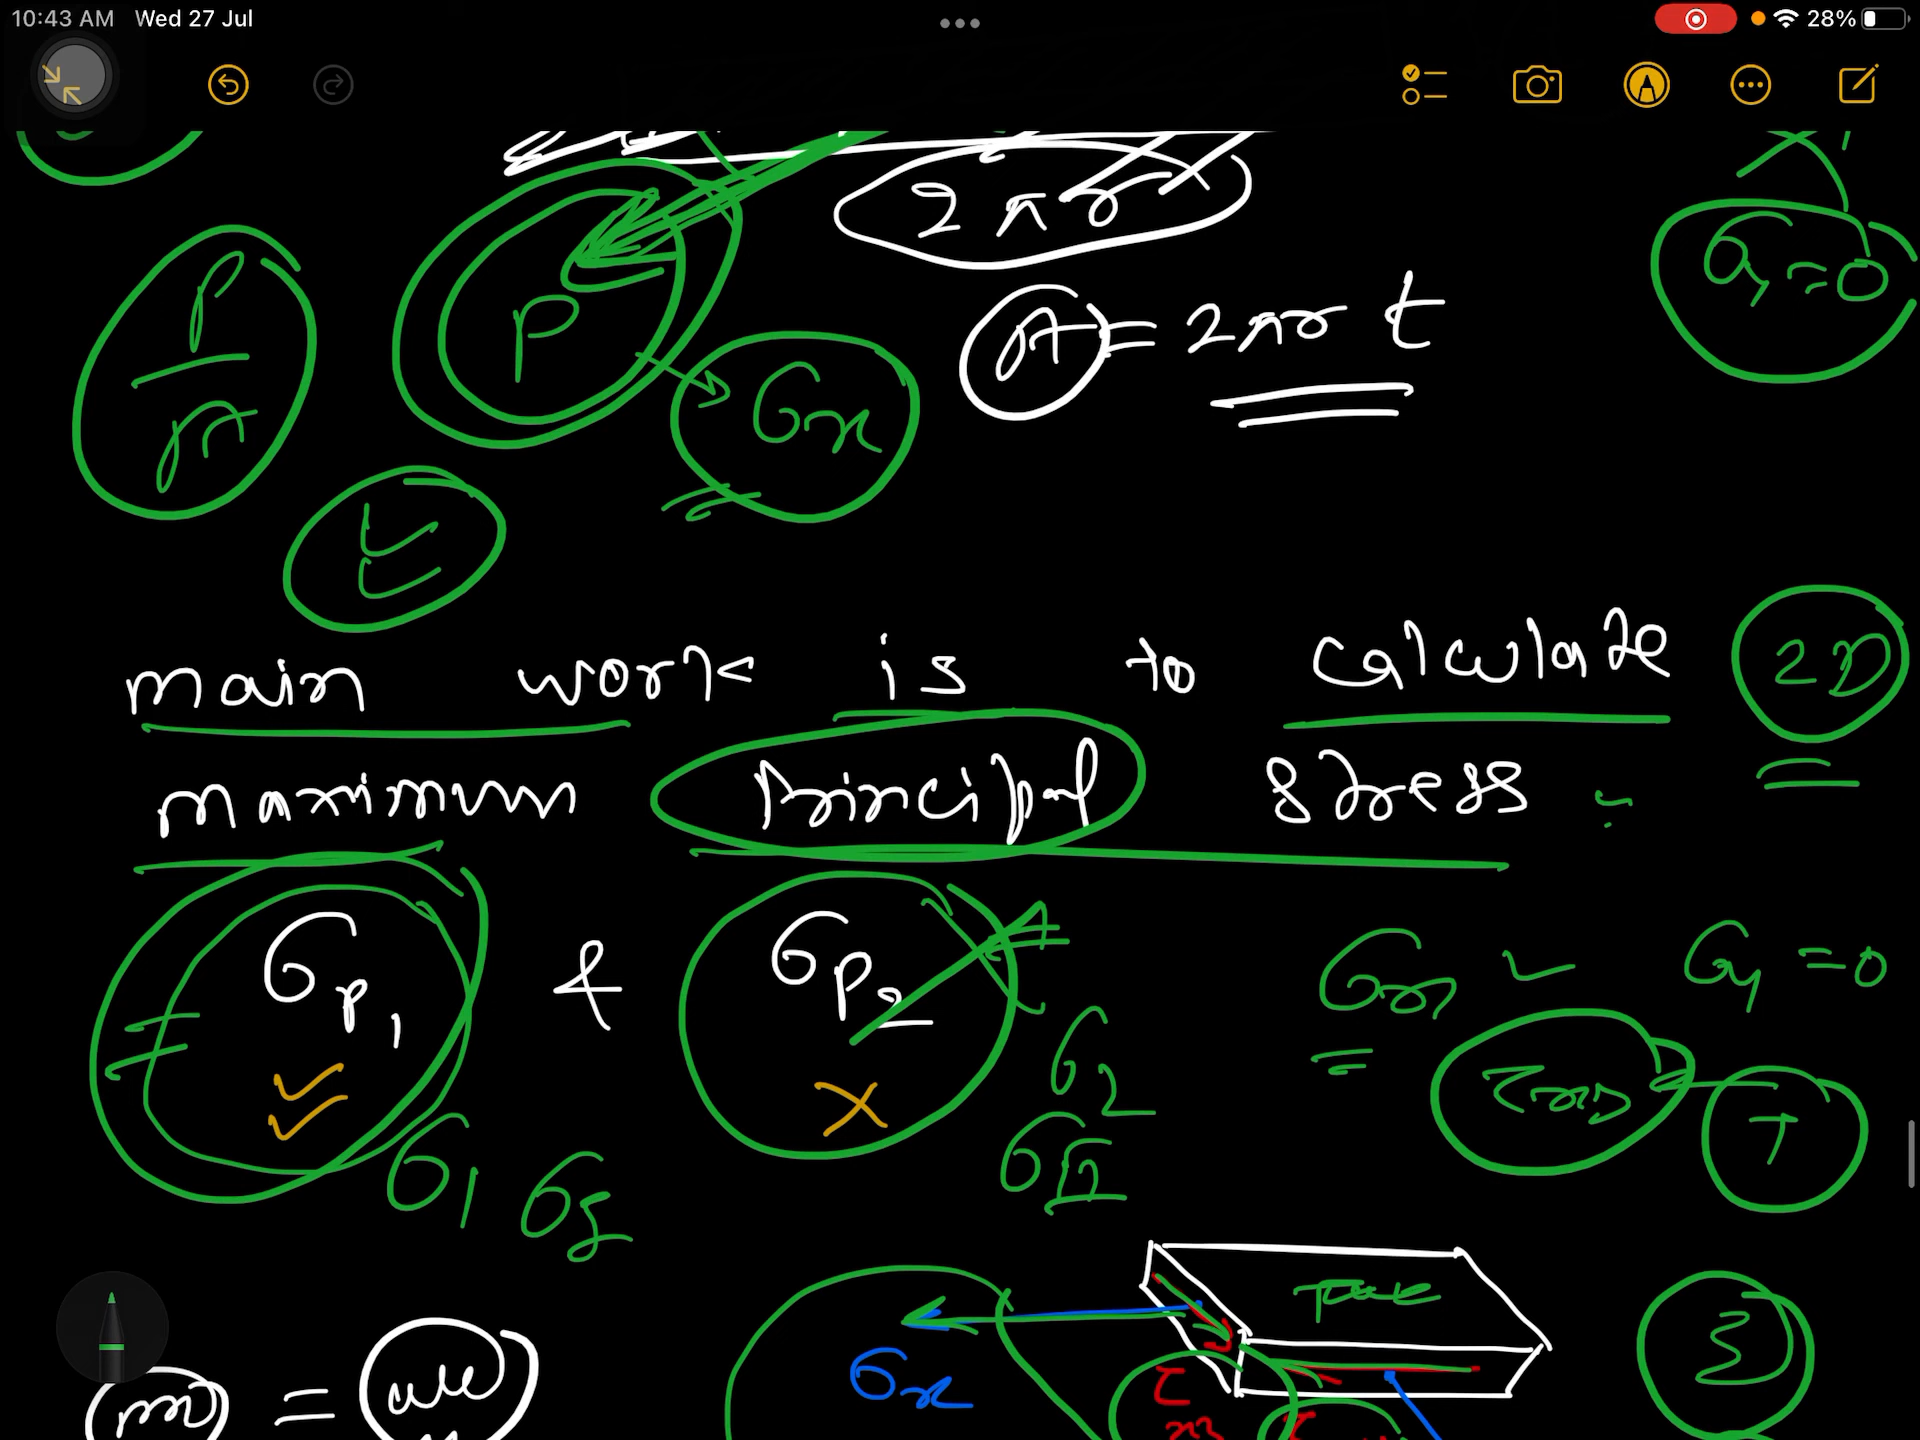 10:43 AM Wed 27 Jul
28%
2πr
σy = 0
P
P
A
σx
A = 2πr t
main work is to calculate
2D
maximum Principal stress :-
σp1 & σp2
σx σy = 0
σ2
τxy
T
σ1
σII
σx
τ